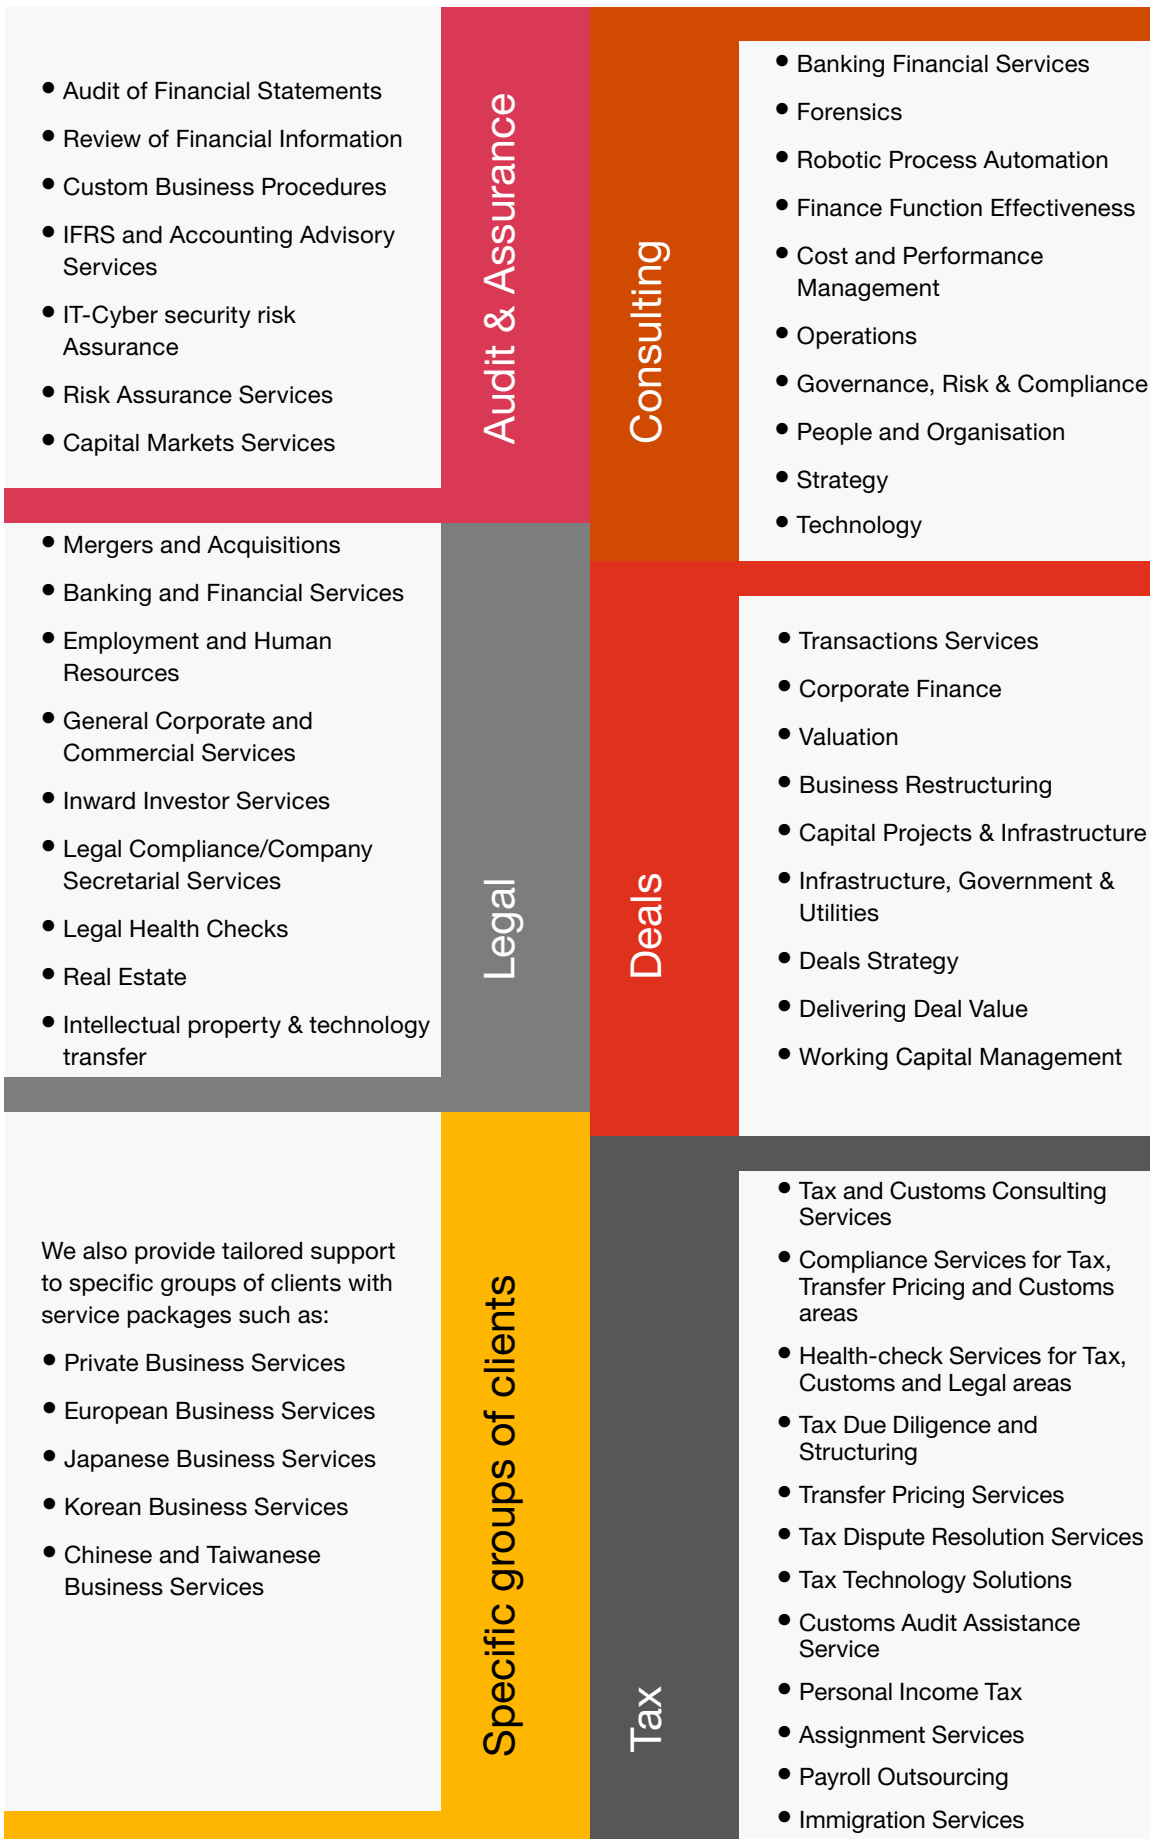 • Audit of Financial Statements
• Review of Financial Information
• Custom Business Procedures
• IFRS and Accounting Advisory
Services
• IT-Cyber security risk
Assurance
• Risk Assurance Services
• Capital Markets Services
Audit & Assurance
Consulting
• Banking Financial Services
• Forensics
• Robotic Process Automation
• Finance Function Effectiveness
• Cost and Performance
Management
• Operations
• Governance, Risk & Compliance
• People and Organisation
• Strategy
• Technology
• Mergers and Acquisitions
• Banking and Financial Services
• Employment and Human
Resources
• General Corporate and
Commercial Services
• Inward Investor Services
• Legal Compliance/Company
Secretarial Services
• Legal Health Checks
• Real Estate
• Intellectual property & technology
transfer
Legal
Deals
• Transactions Services
• Corporate Finance
• Valuation
• Business Restructuring
• Capital Projects & Infrastructure
• Infrastructure, Government &
Utilities
• Deals Strategy
• Delivering Deal Value
• Working Capital Management
We also provide tailored support
to specific groups of clients with
service packages such as:
• Private Business Services
• European Business Services
• Japanese Business Services
• Korean Business Services
• Chinese and Taiwanese
Business Services
Specific groups of clients
Tax
• Tax and Customs Consulting
Services
• Compliance Services for Tax,
Transfer Pricing and Customs
areas
• Health-check Services for Tax,
Customs and Legal areas
• Tax Due Diligence and
Structuring
• Transfer Pricing Services
• Tax Dispute Resolution Services
• Tax Technology Solutions
• Customs Audit Assistance
Service
• Personal Income Tax
• Assignment Services
• Payroll Outsourcing
• Immigration Services